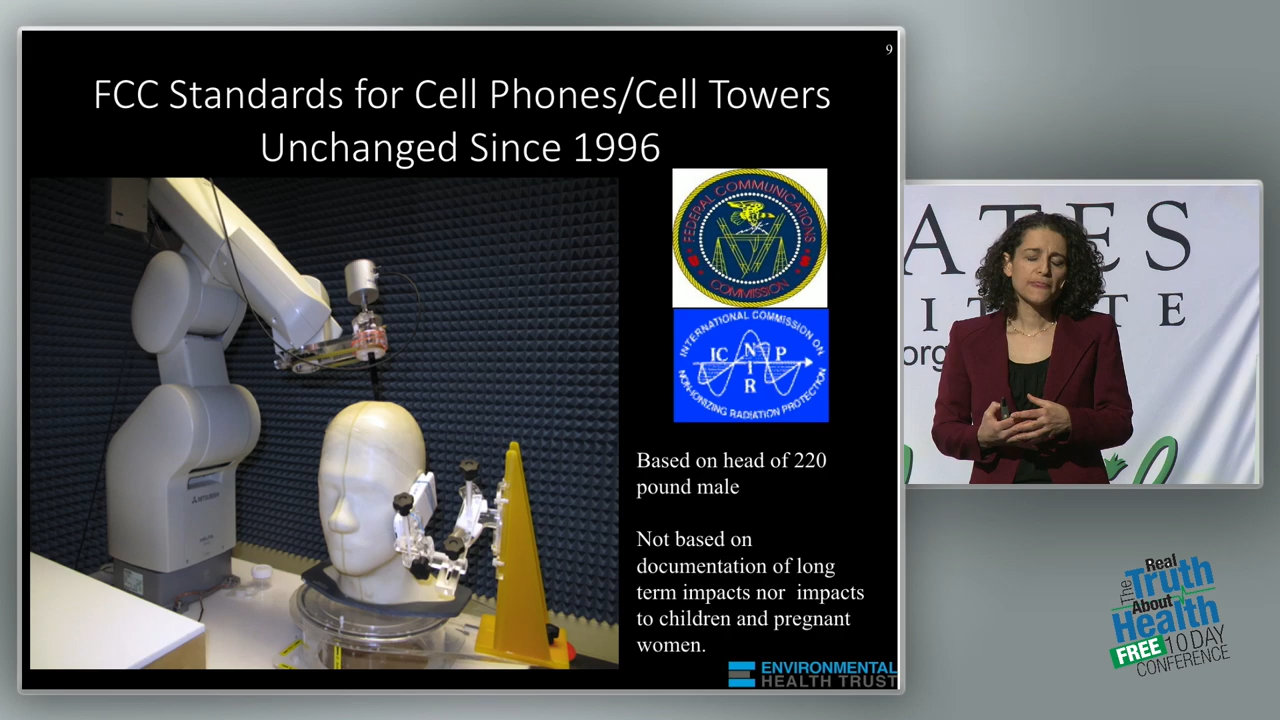 9
FCC Standards for Cell Phones/Cell Towers
Unchanged Since 1996
FEDERAL COMMUNICATIONS
COMMISSION
INTERNATIONAL COMMISSION ON
IC N P
I
R
NON-IONIZING RADIATION PROTECTION
Based on head of 220
pound male
Not based on
documentation of long
term impacts nor impacts
to children and pregnant
women.
ENVIRONMENTAL
HEALTH TRUST
MITSUBISHI
ATES
ITUTE
org
The
Real
Truth
About
Health
FREE 10 DAY
CONFERENCE